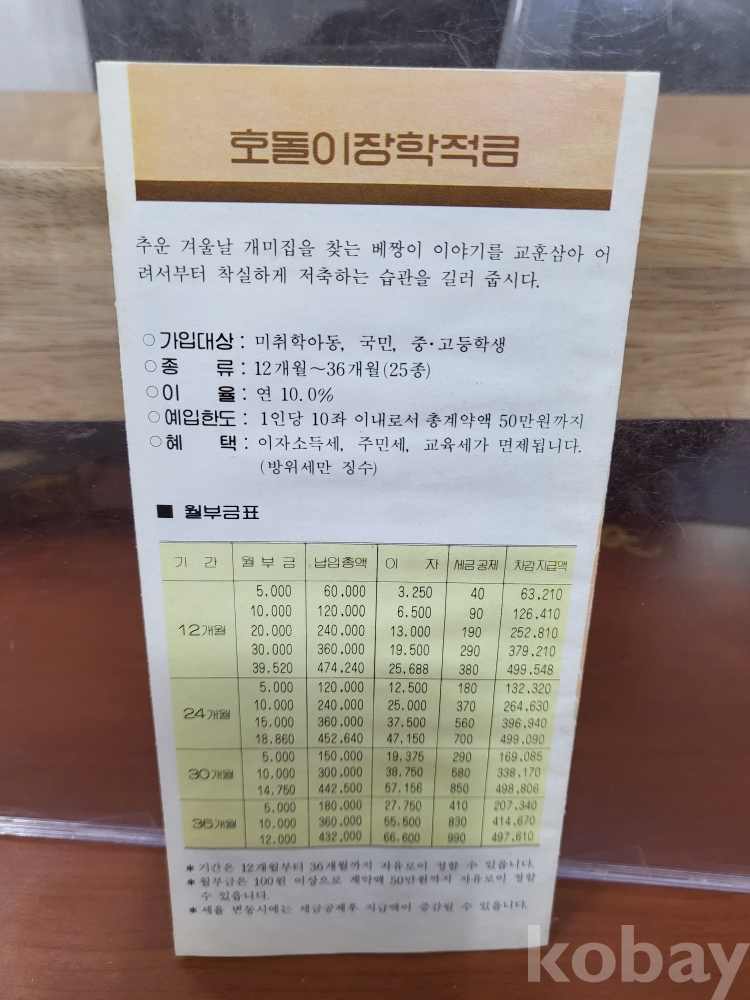 호돌이장학적금
추운 겨울날 개미집을 찾는 베짱이 이야기를 교훈삼아 어
려서부터 착실하게 저축하는 습관을 길러 줍시다.
○가입대상 : 미취학아동, 국민, 중·고등학생
○종 류 : 12개월~36개월(25종)
○이 율 : 연 10.0%
○예입한도 : 1인당 10좌 이내로서 총계약액 50만원까지
○혜 택 : 이자소득세, 주민세, 교육세가 면제됩니다.
(방위세만 징수)
■ 월부금표
기 간 월 부 금 납입총액 이 자 세금공제 차감지급액
12개월
5,000 60,000 3,250 40 63,210
10,000 120,000 6,500 90 126,410
20,000 240,000 13,000 190 252,810
30,000 360,000 19,500 290 379,210
39,520 474,240 25,688 380 499,548
24개월
5,000 120,000 12,500 180 132,320
10,000 240,000 25,000 370 264,630
15,000 360,000 37,500 560 396,940
18,860 452,640 47,150 700 499,090
30개월
5,000 150,000 19,375 290 169,085
10,000 300,000 38,750 580 338,170
14,750 442,500 57,156 850 498,806
36개월
5,000 180,000 27,750 410 207,340
10,000 360,000 55,500 830 414,670
12,000 432,000 66,600 990 497,610
* 기간은 12개월부터 36개월까지 자유로이 정할 수 있읍니다.
* 월부금은 100원 이상으로 계약액 50만원까지 자유로이 정할
수 있읍니다.
* 세율 변동시에는 세금공제후 지급액이 증감될 수 있읍니다.
kobay